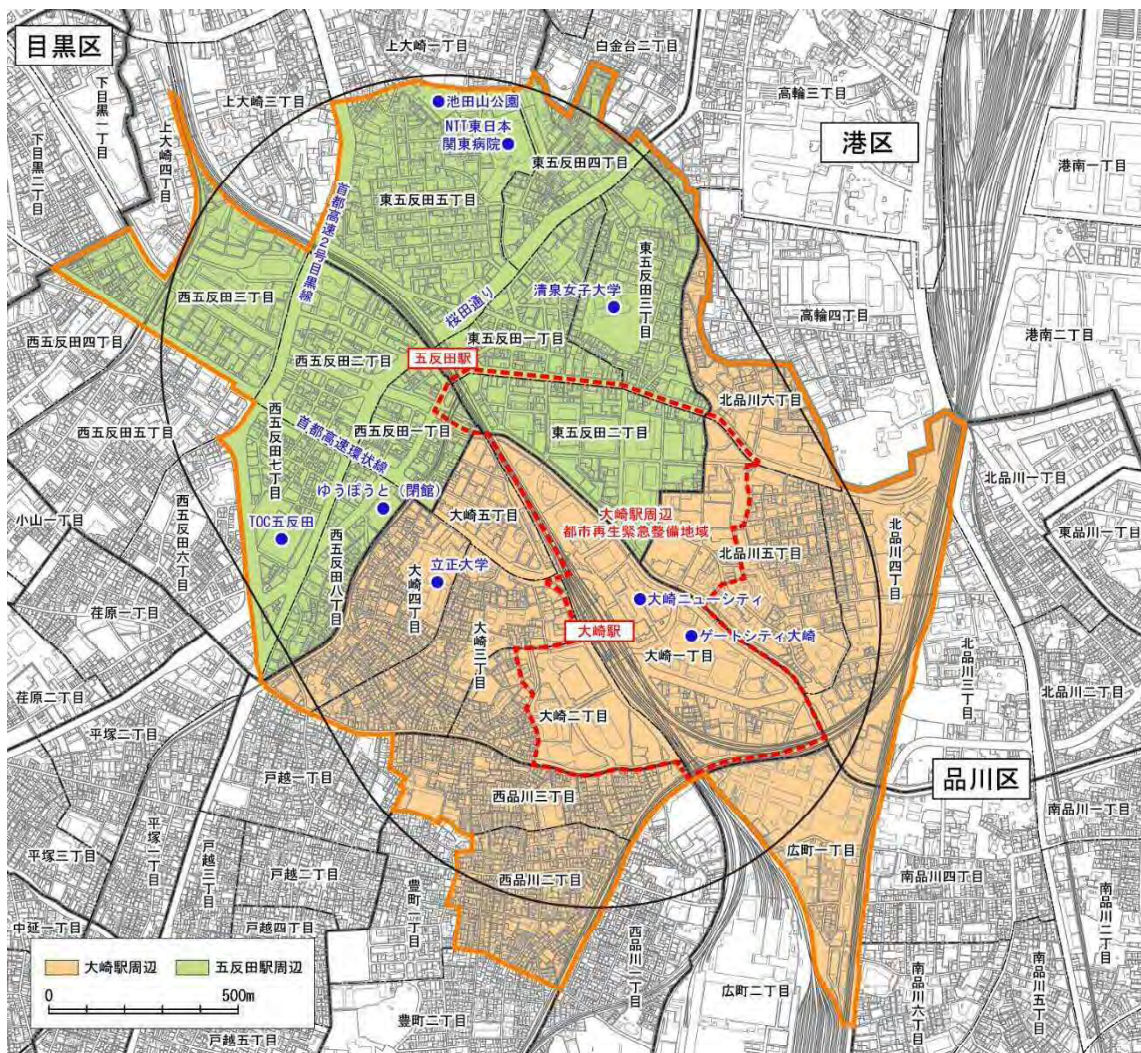 目黒区
上大崎一丁目
白金台二丁目
下目黒一丁目
上大崎三丁目
池田山公園
高輪三丁目
港区
上大崎四丁目
下目黒二丁目
NTT東日本
関東病院
東五反田四丁目
港南一丁目
東五反田五丁目
首都高速2号目黒線
東五反田三丁目
西五反田三丁目
清泉女子大学
桜田通り
高輪四丁目
港南二丁目
西五反田四丁目
東五反田一丁目
西五反田二丁目
五反田駅
北品川六丁目
西五反田五丁目
首都高速環状線
西五反田一丁目
東五反田二丁目
西五反田七丁目
北品川一丁目
ゆうぽうと(閉館)
大崎五丁目
大崎駅周辺
都市再生緊急整備地域
小山一丁目
西五反田六丁目
TOC五反田
東品川一丁目
北品川五丁目
北品川四丁目
西五反田八丁目
大崎四丁目
立正大学
大崎ニューシティ
荏原一丁目
大崎三丁目
大崎駅
ゲートシティ大崎
大崎一丁目
北品川三丁目
北品川二丁目
荏原二丁目
大崎二丁目
平塚二丁目
戸越一丁目
品川区
西品川三丁目
南品川一丁目
平塚一丁目
平塚三丁目
戸越三丁目
戸越二丁目
広町一丁目
南品川四丁目
西品川二丁目
豊町一丁目
南品川二丁目
中延一丁目
戸越四丁目
西品川一丁目
大崎駅周辺
五反田駅周辺
広町二丁目
南品川六丁目
南品川五丁目
0
500m
豊町二丁目
戸越五丁目